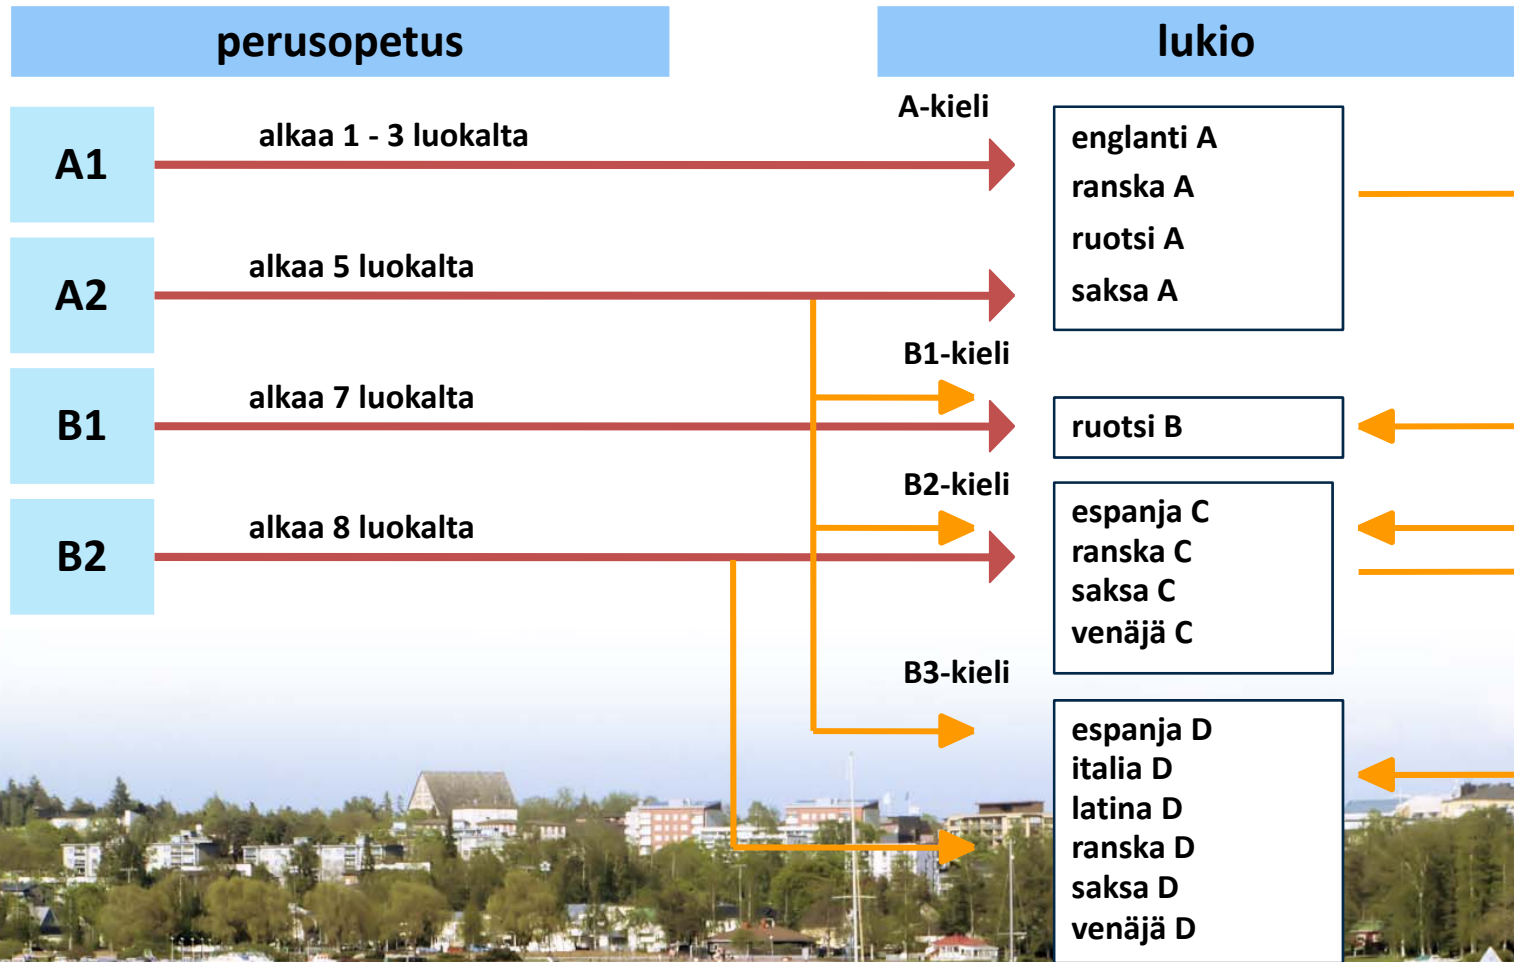 perusopetus
lukio
A1
alkaa 1 - 3 luokalta
A-kieli
englanti A
ranska A
ruotsi A
saksa A
A2
alkaa 5 luokalta
B1-kieli
B1
alkaa 7 luokalta
ruotsi B
B2-kieli
B2
alkaa 8 luokalta
espanja C
ranska C
saksa C
venäjä C
B3-kieli
espanja D
italia D
latina D
ranska D
saksa D
venäjä D